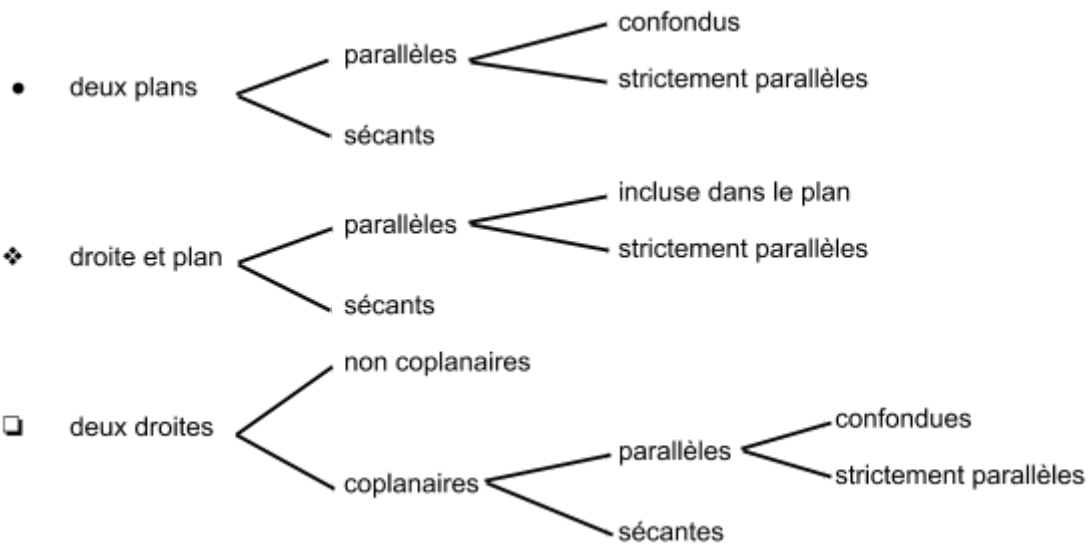 confondus
parallèles
strictement parallèles
● deux plans
sécants
incluse dans le plan
parallèles
strictement parallèles
❖ droite et plan
sécants
non coplanaires
❏ deux droites
confondues
parallèles
strictement parallèles
coplanaires
sécantes